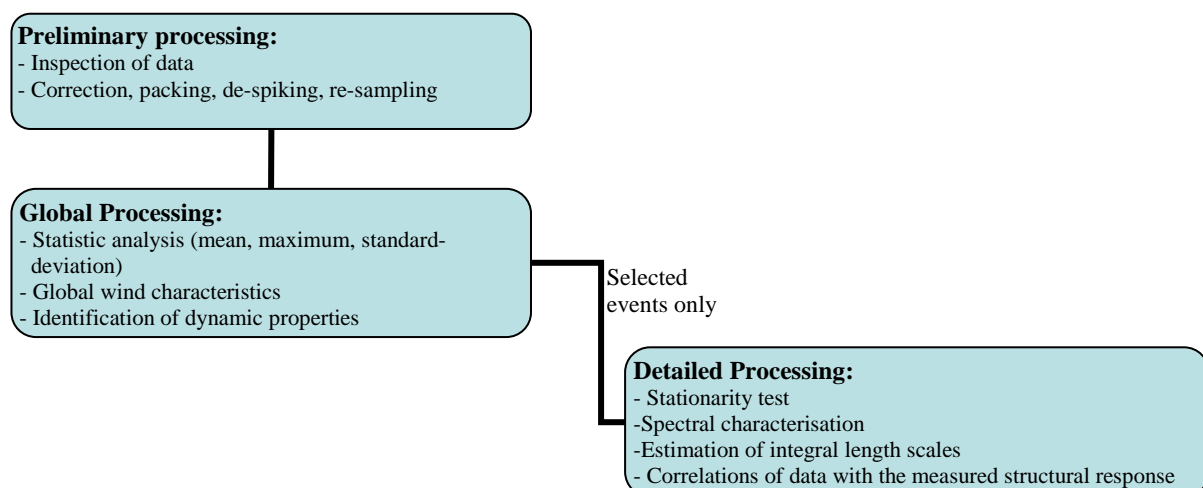 Preliminary processing:
- Inspection of data
- Correction, packing, de-spiking, re-sampling
Global Processing:
- Statistic analysis (mean, maximum, standard-
deviation)
- Global wind characteristics
- Identification of dynamic properties
Selected
events only
Detailed Processing:
- Stationarity test
-Spectral characterisation
-Estimation of integral length scales
- Correlations of data with the measured structural response